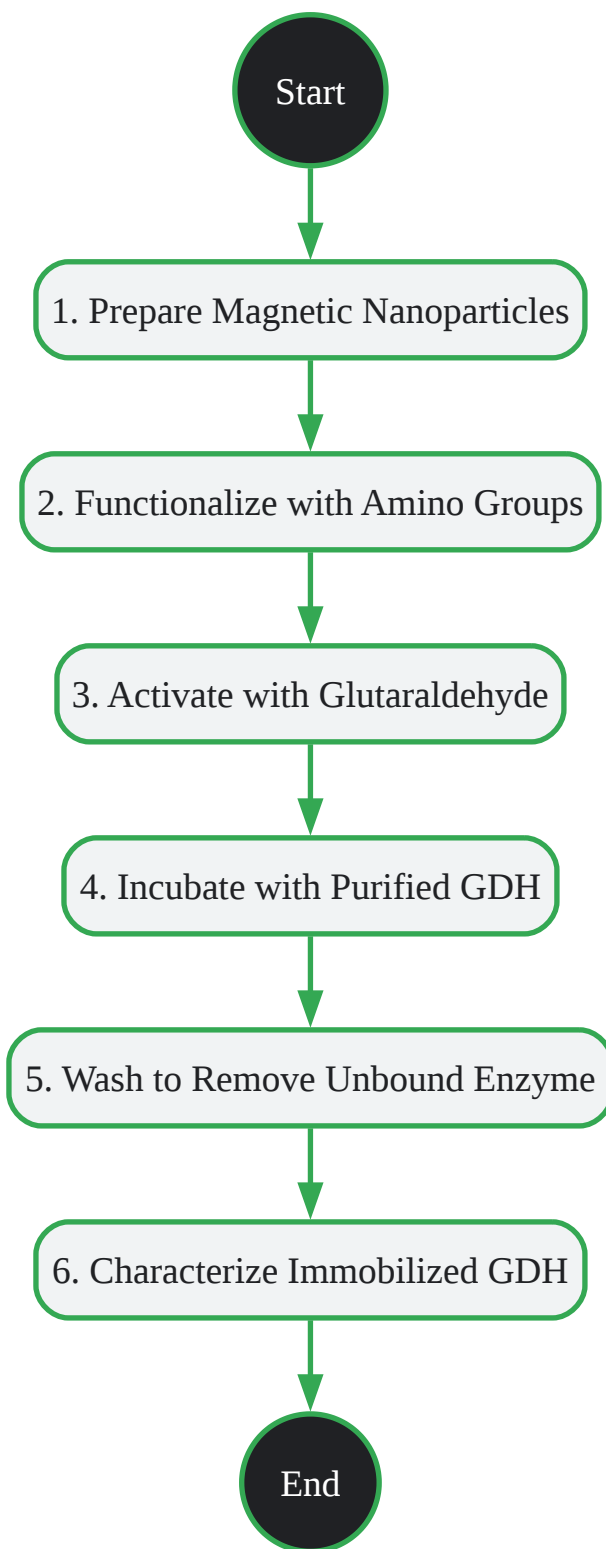 Start
1. Prepare Magnetic Nanoparticles
2. Functionalize with Amino Groups
3. Activate with Glutaraldehyde
4. Incubate with Purified GDH
5. Wash to Remove Unbound Enzyme
6. Characterize Immobilized GDH
End